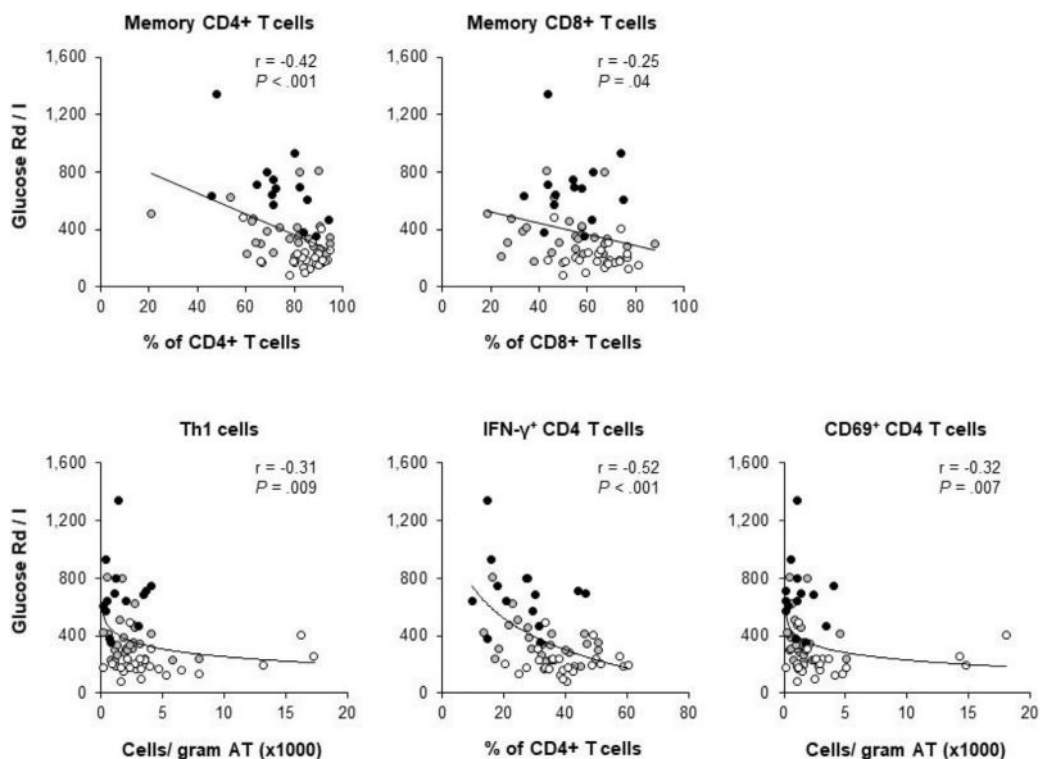 Memory CD4+ T cells
Memory CD8+ T cells
Glucose Rd / I
1,600
1,200
800
400
0
r = -0.42
P < .001
0 20 40 60 80 100
% of CD4+ T cells
1,600
1,200
800
400
0
r = -0.25
P = .04
0 20 40 60 80 100
% of CD8+ T cells
Th1 cells
IFN-γ+ CD4 T cells
CD69+ CD4 T cells
Glucose Rd / I
1,600
1,200
800
400
0
r = -0.31
P = .009
0 5 10 15 20
Cells/ gram AT (x1000)
1,600
1,200
800
400
0
r = -0.52
P < .001
0 20 40 60 80
% of CD4+ T cells
1,600
1,200
800
400
0
r = -0.32
P = .007
0 5 10 15 20
Cells/ gram AT (x1000)